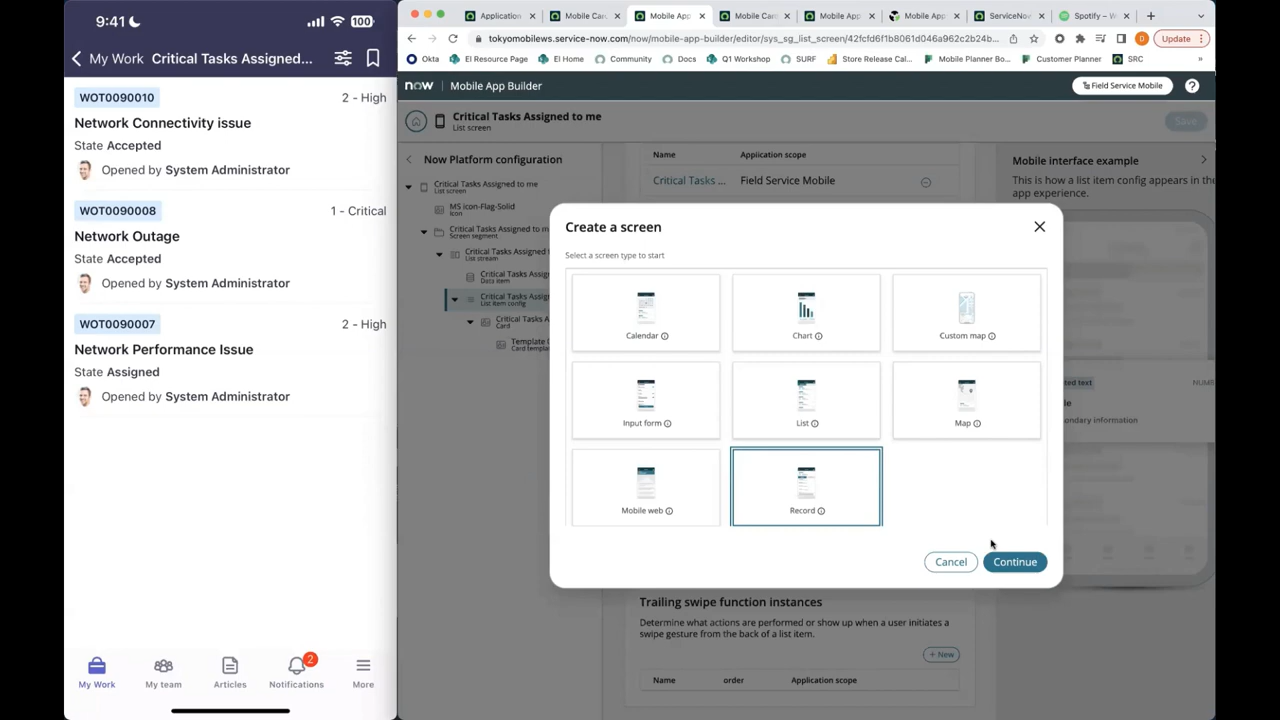 9:41
100
My Work
Critical Tasks Assigned...
WOT0090010
2 - High
Network Connectivity issue
State Accepted
Opened by System Administrator
WOT0090008
1 - Critical
Network Outage
State Accepted
Opened by System Administrator
WOT0090007
2 - High
Network Performance Issue
State Assigned
Opened by System Administrator
2
My Work
My team
Articles
Notifications
More
Application
Mobile Car
Mobile App
Mobile Card
Mobile App
Mobile App
ServiceNow
Spotify – W
tokyomobilews.service-now.com/now/mobile-app-builder/editor/sys_sg_list_screen/42fcfd6f1b8061d046a962c2b24b...
D
Update
Okta
EI Resource Page
EI Home
Community
Docs
Q1 Workshop
SURF
Store Release Cal...
Mobile Planner Bo...
Customer Planner
SRC
»
now
Mobile App Builder
Field Service Mobile
Critical Tasks Assigned to me
List screen
Save
Now Platform configuration
Critical Tasks Assigned to me
List screen
MS icon-Flag-Solid
Icon
Critical Tasks Assigned to m
Screen segment
Critical Tasks Assigned t
List stream
Critical Tasks Assig
Data item
Critical Tasks Assig
List item config
Critical Tasks A
Card
Template C
Card templat
Name
Application scope
Critical Tasks ...
Field Service Mobile
Mobile interface example
This is how a list item config appears in the
app experience.
ted text
NUMB
le
ondary information
Create a screen
Select a screen type to start
Calendar
Chart
Custom map
Input form
List
Map
Mobile web
Record
Cancel
Continue
Trailing swipe function instances
Determine what actions are performed or show up when a user initiates a
swipe gesture from the back of a list item.
+ New
Name
order
Application scope